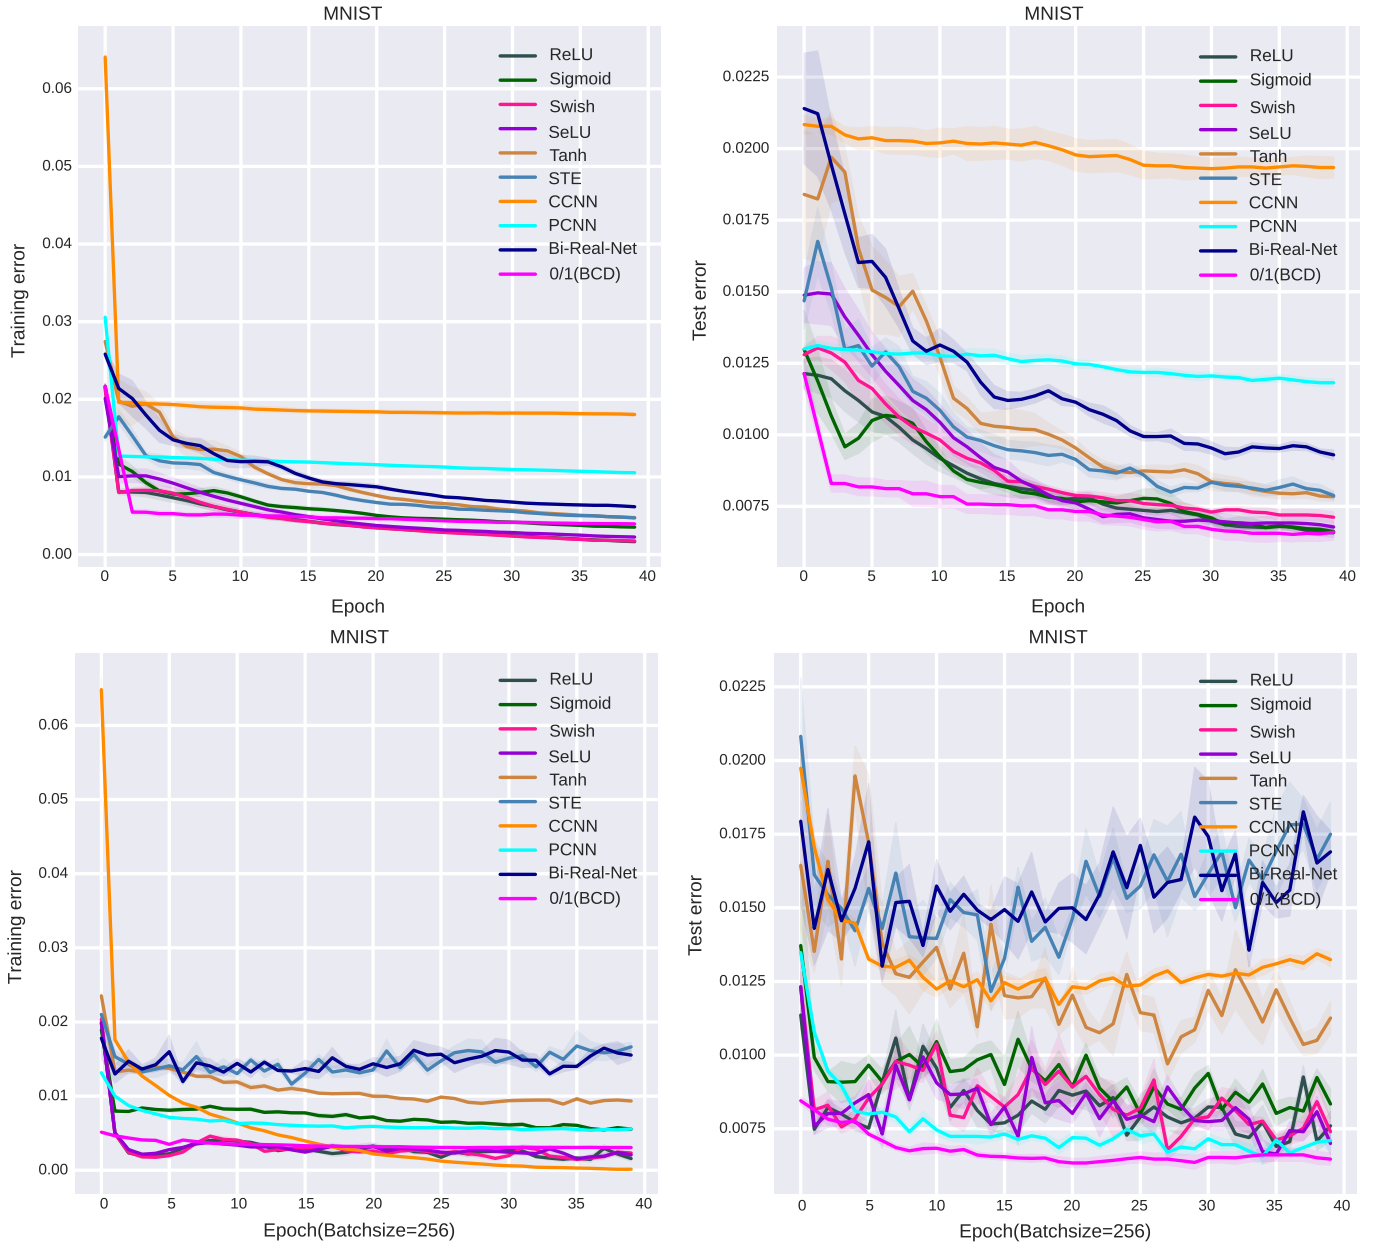 MNIST
Training error
0.06
0.05
0.04
0.03
0.02
0.01
0.00
ReLU
Sigmoid
Swish
SeLU
Tanh
STE
CCNN
PCNN
Bi-Real-Net
0/1(BCD)
0 5 10 15 20 25 30 35 40
Epoch
MNIST
Test error
0.0225
0.0200
0.0175
0.0150
0.0125
0.0100
0.0075
ReLU
Sigmoid
Swish
SeLU
Tanh
STE
CCNN
PCNN
Bi-Real-Net
0/1(BCD)
0 5 10 15 20 25 30 35 40
Epoch
MNIST
Training error
0.06
0.05
0.04
0.03
0.02
0.01
0.00
ReLU
Sigmoid
Swish
SeLU
Tanh
STE
CCNN
PCNN
Bi-Real-Net
0/1(BCD)
0 5 10 15 20 25 30 35 40
Epoch(Batchsize=256)
MNIST
Test error
0.0225
0.0200
0.0175
0.0150
0.0125
0.0100
0.0075
ReLU
Sigmoid
Swish
SeLU
Tanh
STE
CCNN
PCNN
Bi-Real-Net
0/1(BCD)
0 5 10 15 20 25 30 35 40
Epoch(Batchsize=256)